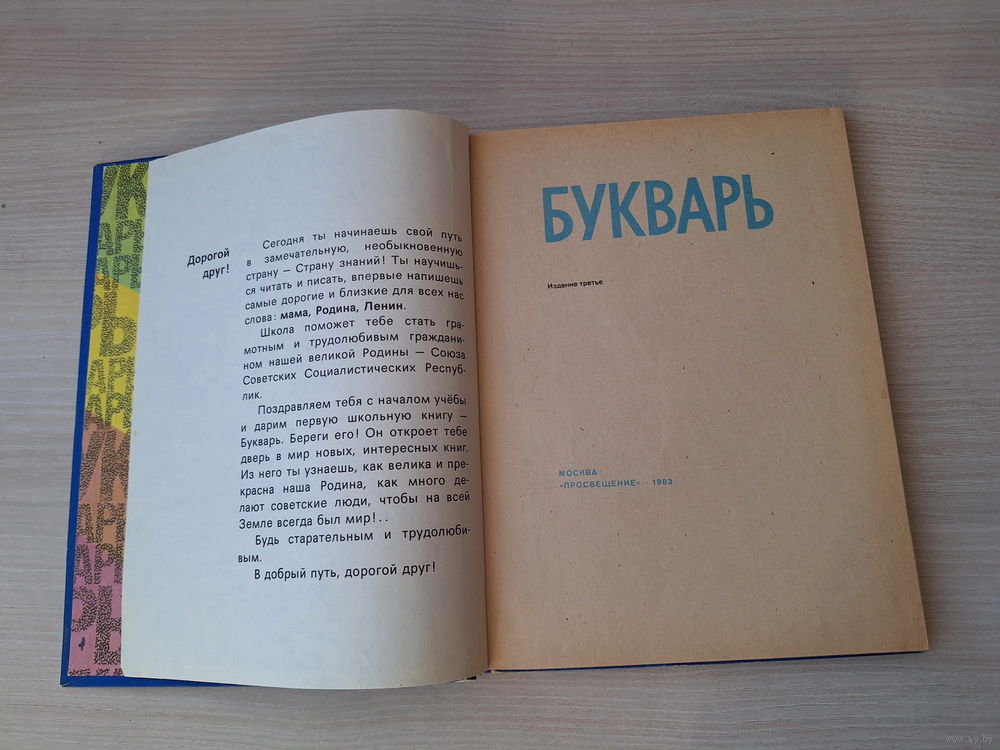 Дорогой
друг!
Сегодня ты начинаешь свой путь
в замечательную, необыкновенную
страну — Страну знаний! Ты научишь-
ся читать и писать, впервые напишешь
самые дорогие и близкие для всех нас
слова: мама, Родина, Ленин.
Школа поможет тебе стать гра-
мотным и трудолюбивым граждани-
ном нашей великой Родины — Союза
Советских Социалистических Респуб-
лик.
Поздравляем тебя с началом учёбы
и дарим первую школьную книгу —
Букварь. Береги его! Он откроет тебе
дверь в мир новых, интересных книг.
Из него ты узнаешь, как велика и пре-
красна наша Родина, как много де-
лают советские люди, чтобы на всей
Земле всегда был мир!..
Будь старательным и трудолюби-
вым.
В добрый путь, дорогой друг!
БУКВАРЬ
Издание третье
МОСКВА
«ПРОСВЕЩЕНИЕ» · 1983
www.ay.by